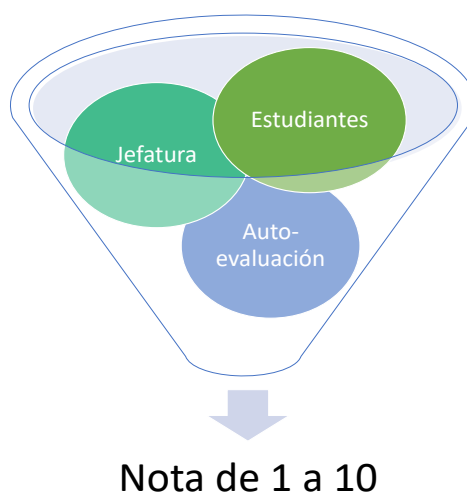 Estudiantes
Jefatura
Auto-
evaluación
Nota de 1 a 10